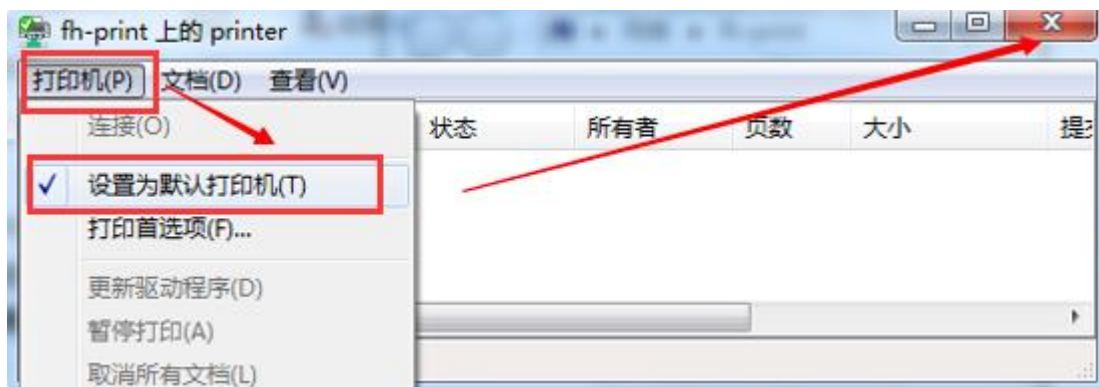 fh-print 上的 printer
打印机(P) 文档(D) 查看(V)
连接(O) 状态 所有者 页数 大小 提
设置为默认打印机(T)
打印首选项(F)...
更新驱动程序(D)
暂停打印(A)
取消所有文档(L)